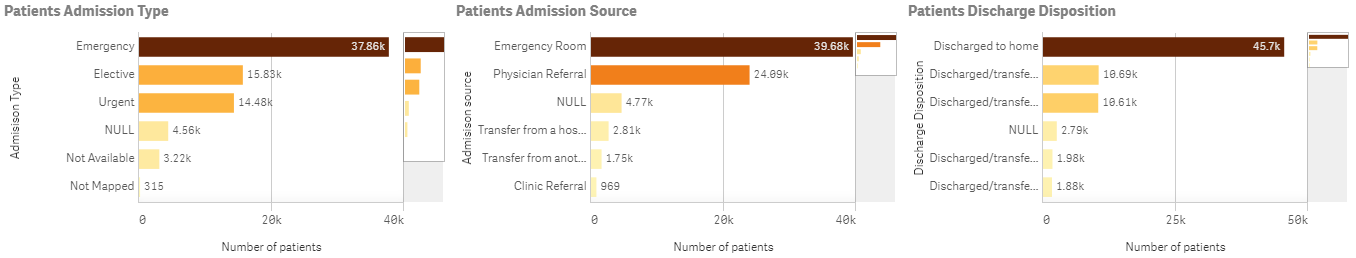 Patients Admission Type
Admisison Type
Emergency 37.86k
Elective 15.83k
Urgent 14.48k
NULL 4.56k
Not Available 3.22k
Not Mapped 315
0 20k 40k
Number of patients
Patients Admission Source
Admisison source
Emergency Room 39.68k
Physician Referral 24.09k
NULL 4.77k
Transfer from a hos... 2.81k
Transfer from anot... 1.75k
Clinic Referral 969
0 20k 40k
Number of patients
Patients Discharge Disposition
Discharge Disposition
Discharged to home 45.7k
Discharged/transfe... 10.69k
Discharged/transfe... 10.61k
NULL 2.79k
Discharged/transfe... 1.98k
Discharged/transfe... 1.88k
0 25k 50k
Number of patients